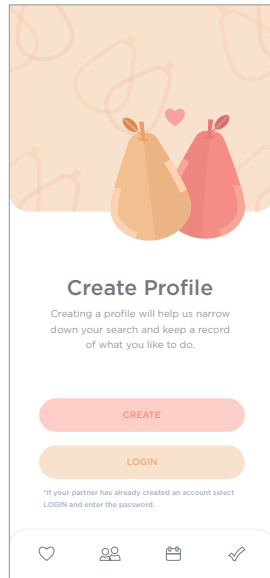 Create Profile
Creating a profile will help us narrow
down your search and keep a record
of what you like to do.
CREATE
LOGIN
*If your partner has already created an account select
LOGIN and enter the password.